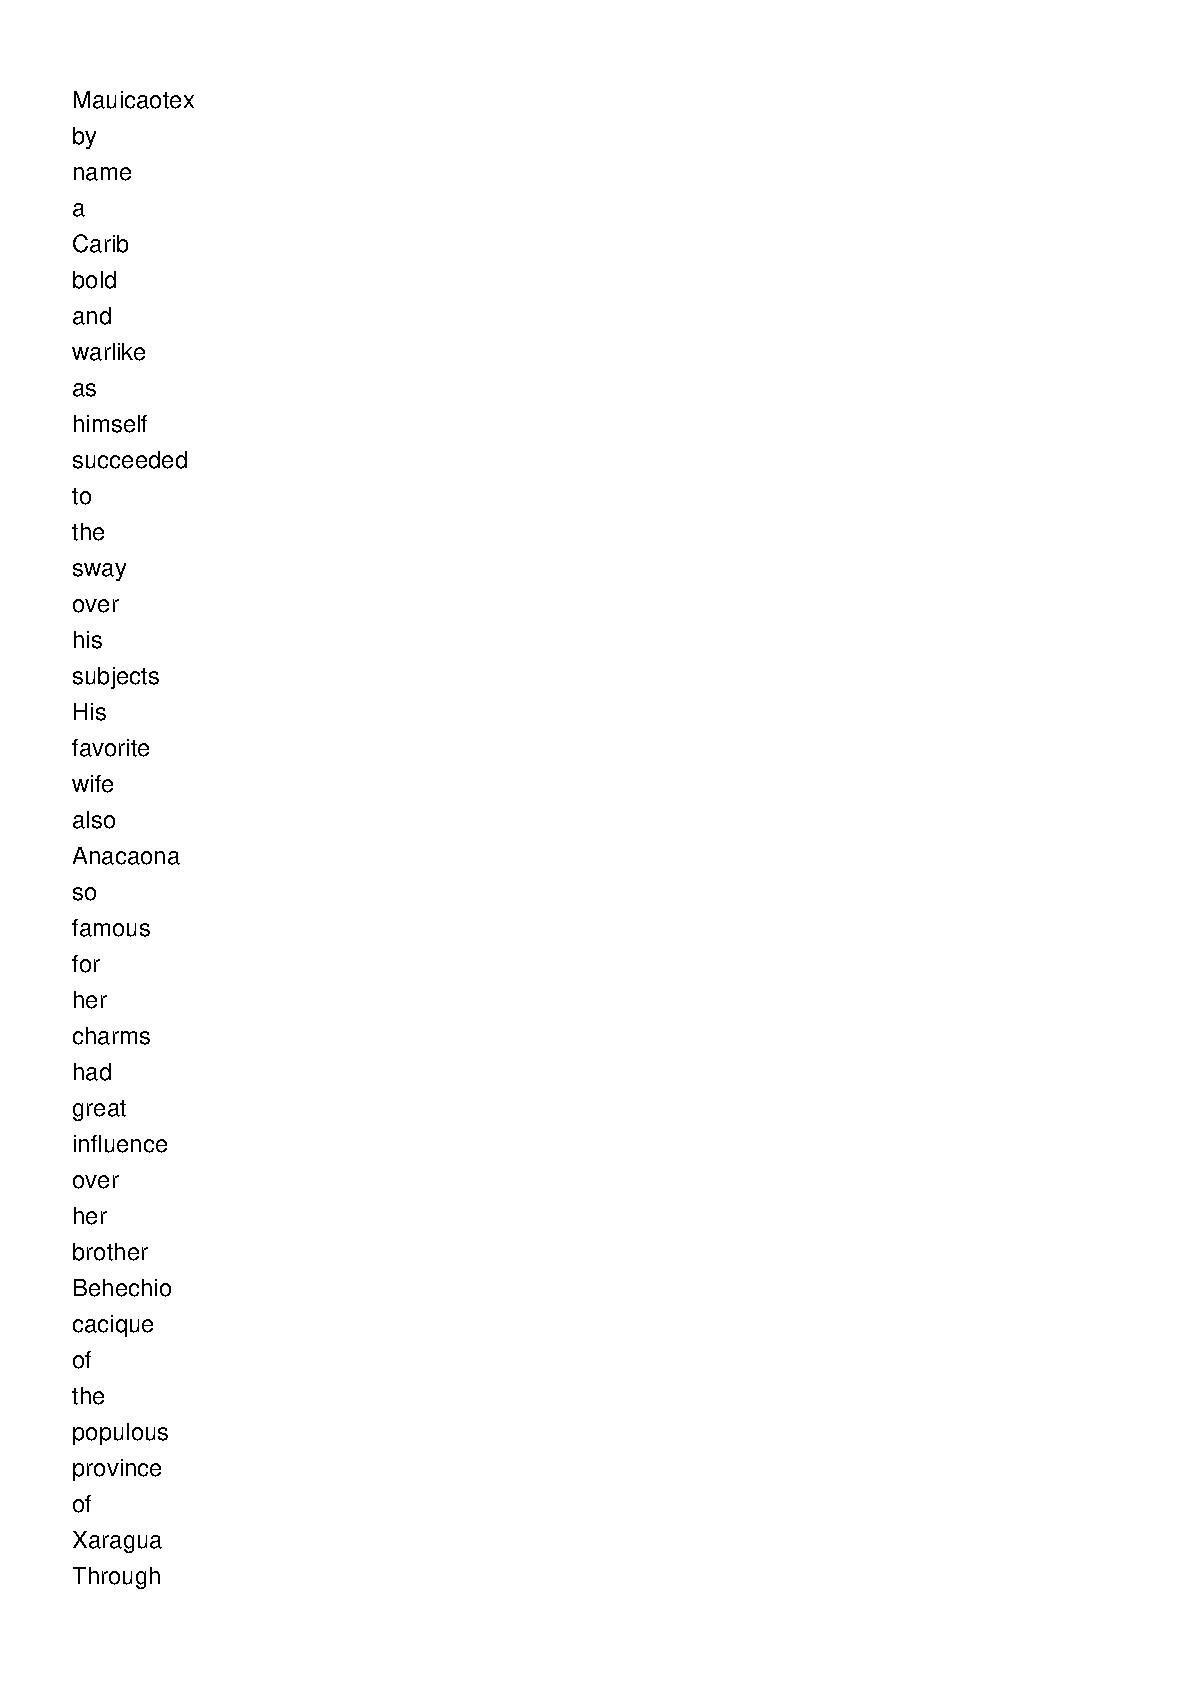 Mauicaotex
by
name
a
Carib
bold
and
warlike
as
himself
succeeded
to
the
sway
over
his
subjects
His
favorite
wife
also
Anacaona
so
famous
for
her
charms
had
great
influence
over
her
brother
Behechio
cacique
of
the
populous
province
of
Xaragua
Through